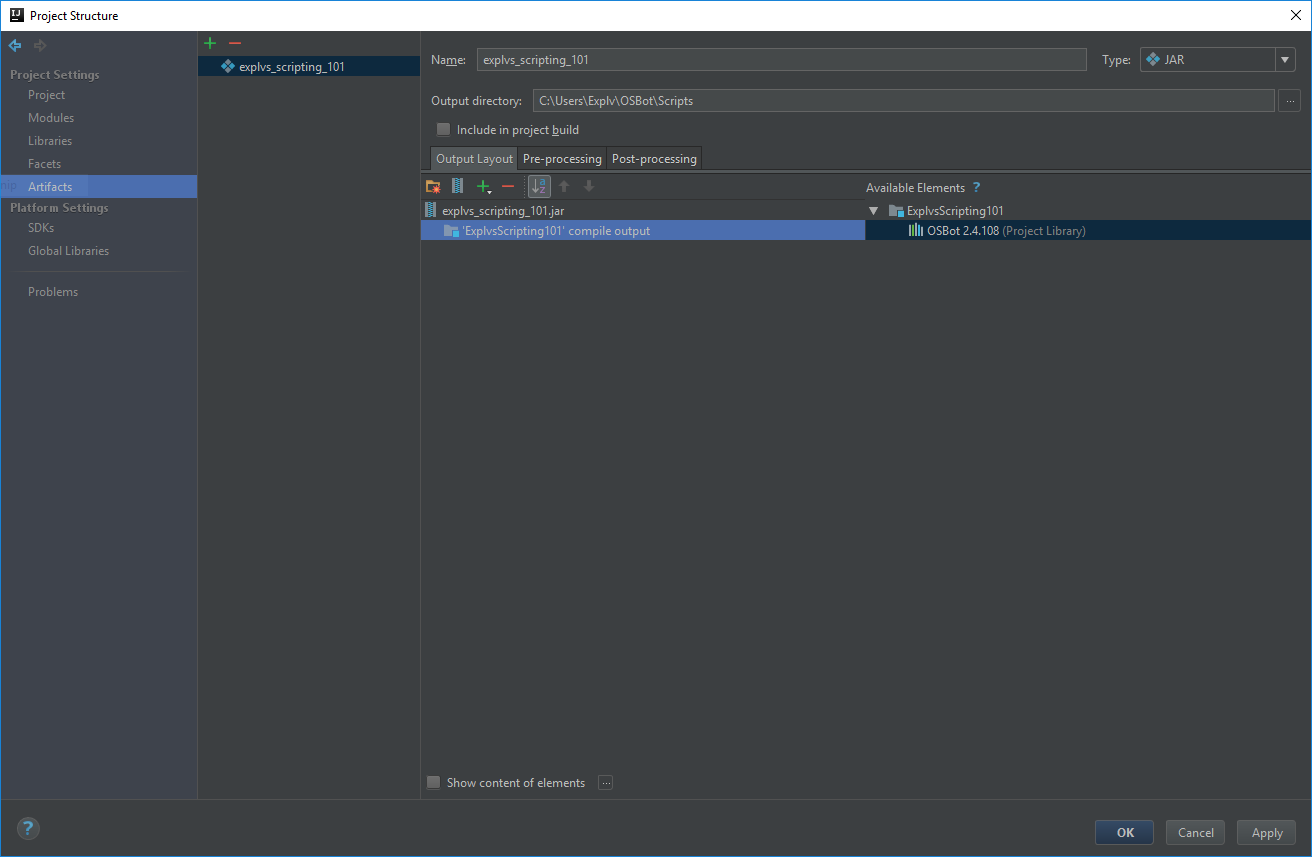 Project Structure
Project Settings
Project
Modules
Libraries
Facets
Artifacts
Platform Settings
SDKs
Global Libraries
Problems
explvs_scripting_101
Name: explvs_scripting_101 Type: JAR
Output directory: C:\Users\Explv\OSBot\Scripts ...
Include in project build
Output Layout Pre-processing Post-processing
Available Elements ?
explvs_scripting_101.jar
'ExplvsScripting101' compile output
ExplvsScripting101
OSBot 2.4.108 (Project Library)
Show content of elements ...
? OK Cancel Apply